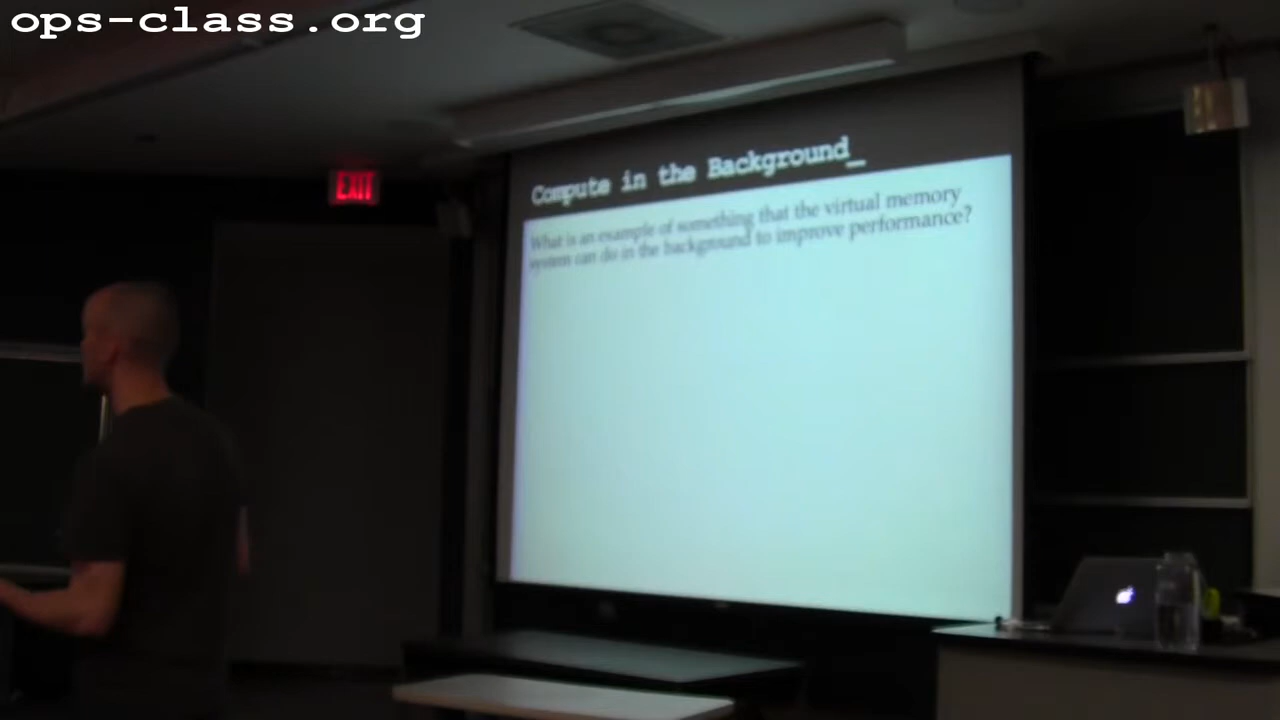 ops-class.org
EXIT
Compute in the Background_
What is an example of something that the virtual memory
system can do in the background to improve performance?